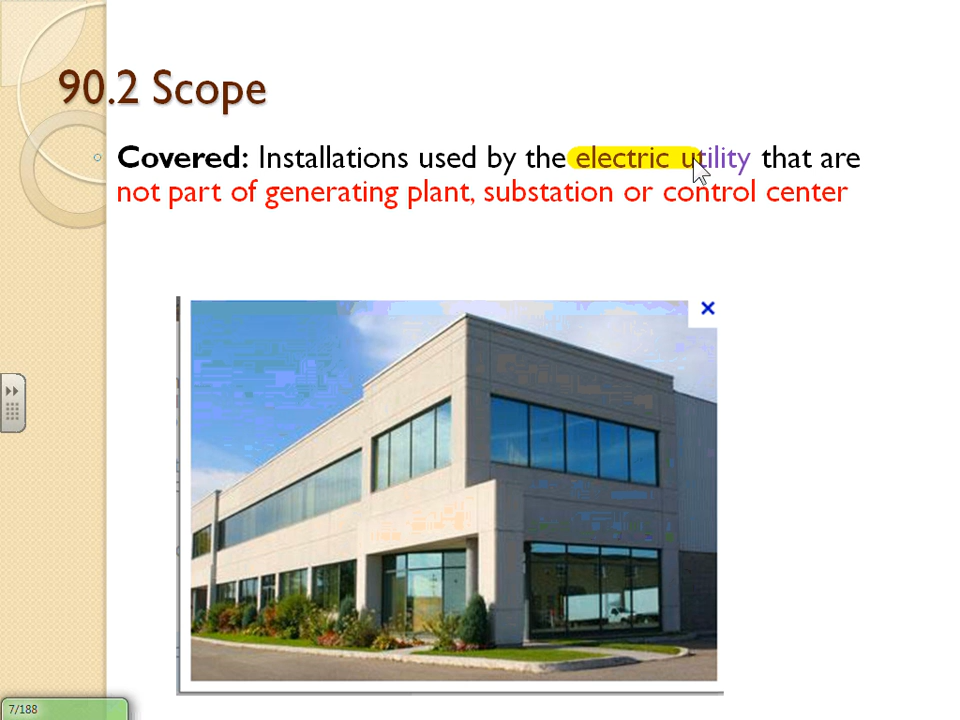 90.2 Scope
Covered: Installations used by the electric utility that are
not part of generating plant, substation or control center
7/188